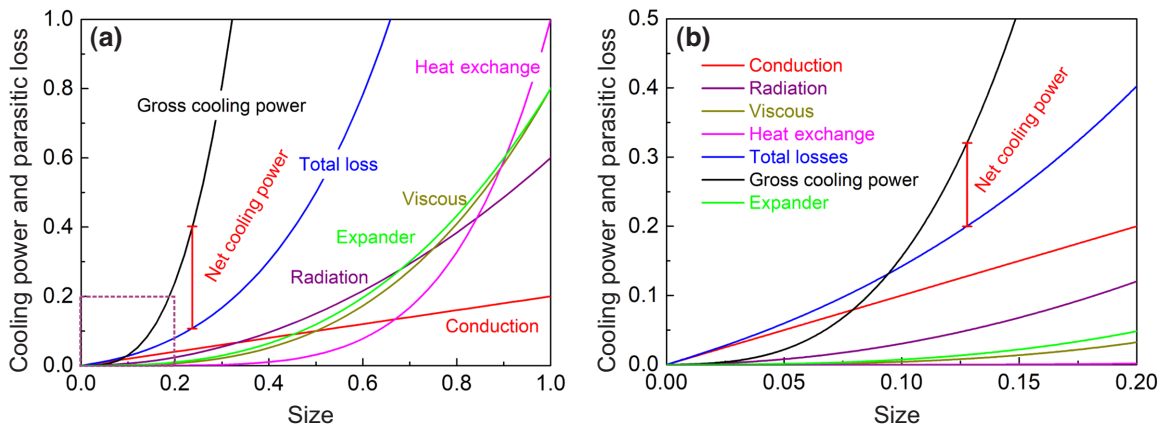 (a)
Cooling power and parasitic loss
1.0
0.8
0.6
0.4
0.2
0.0
Gross cooling power
Heat exchange
Total loss
Net cooling power
Viscous
Expander
Radiation
Conduction
0.0 0.2 0.4 0.6 0.8 1.0
Size
(b)
Cooling power and parasitic loss
0.5
0.4
0.3
0.2
0.1
0.0
Conduction
Radiation
Viscous
Heat exchange
Total losses
Gross cooling power
Expander
Net cooling power
0.00 0.05 0.10 0.15 0.20
Size